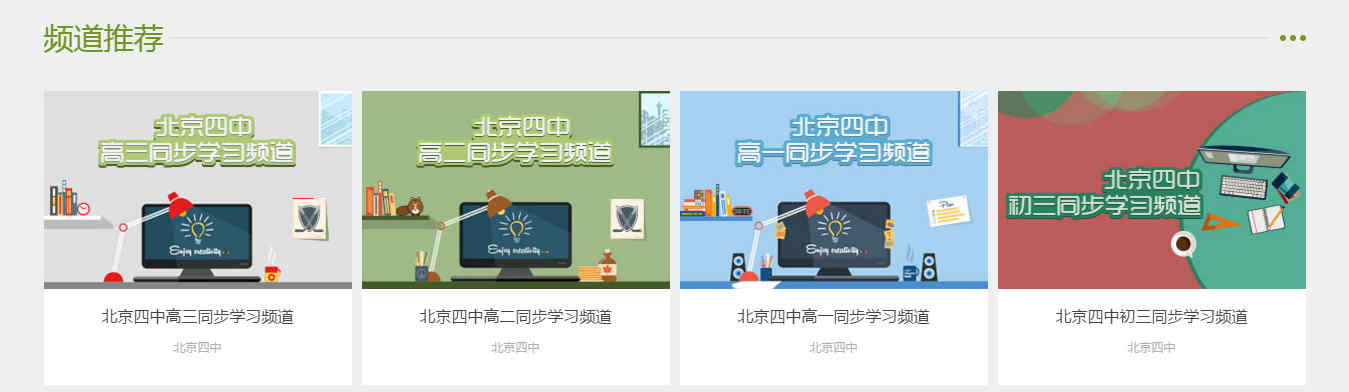 频道推荐
北京四中
高三同步学习频道
Enjoy creativity...
北京四中高三同步学习频道
北京四中
北京四中
高二同步学习频道
Enjoy creativity...
北京四中高二同步学习频道
北京四中
北京四中
高一同步学习频道
Plan
Enjoy creativity...
北京四中高一同步学习频道
北京四中
北京四中
初三同步学习频道
北京四中初三同步学习频道
北京四中